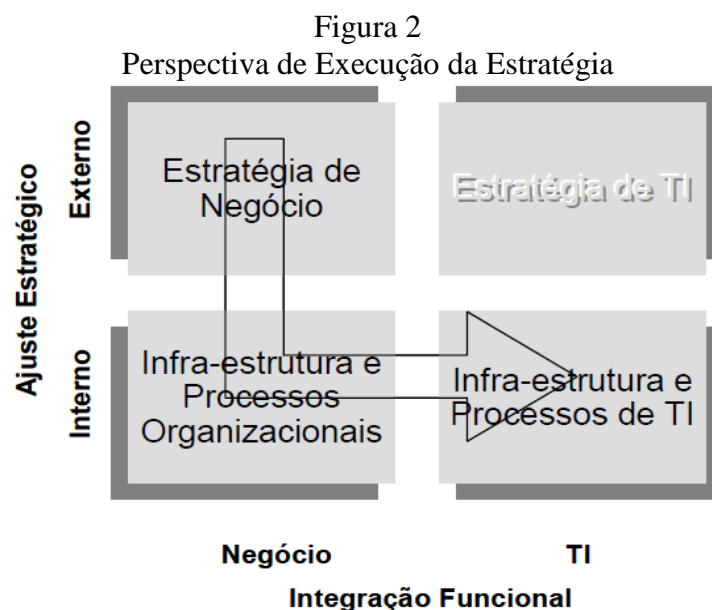 Figura 2
Perspectiva de Execução da Estratégia
Ajuste Estratégico
Externo
Estratégia de
Negócio
Estratégia de TI
Interno
Infra-estrutura e
Processos
Organizacionais
Infra-estrutura e
Processos de TI
Negócio
TI
Integração Funcional